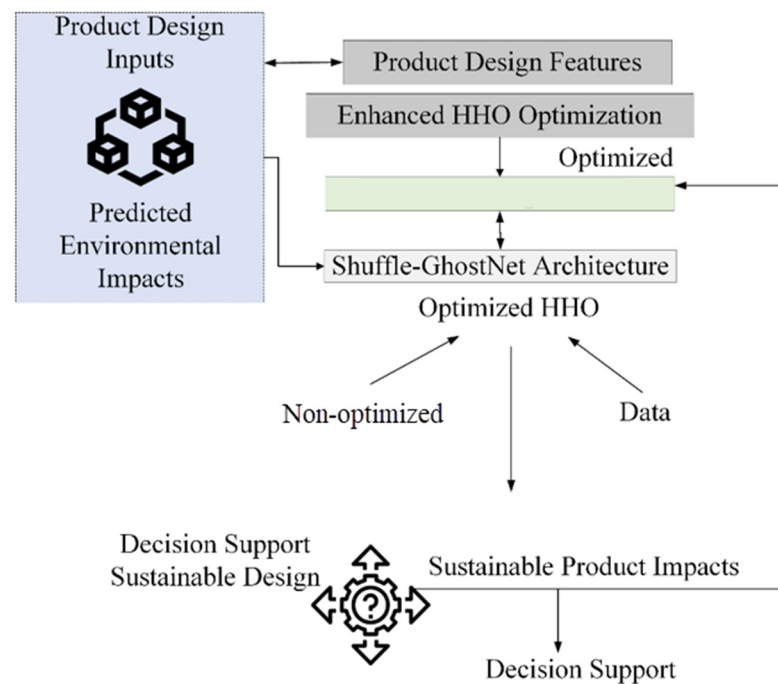 Product Design
Inputs
Predicted
Environmental
Impacts
Product Design Features
Enhanced HHO Optimization
Optimized
Shuffle-GhostNet Architecture
Optimized HHO
Non-optimized
Data
Decision Support
Sustainable Design
?
Sustainable Product Impacts
Decision Support